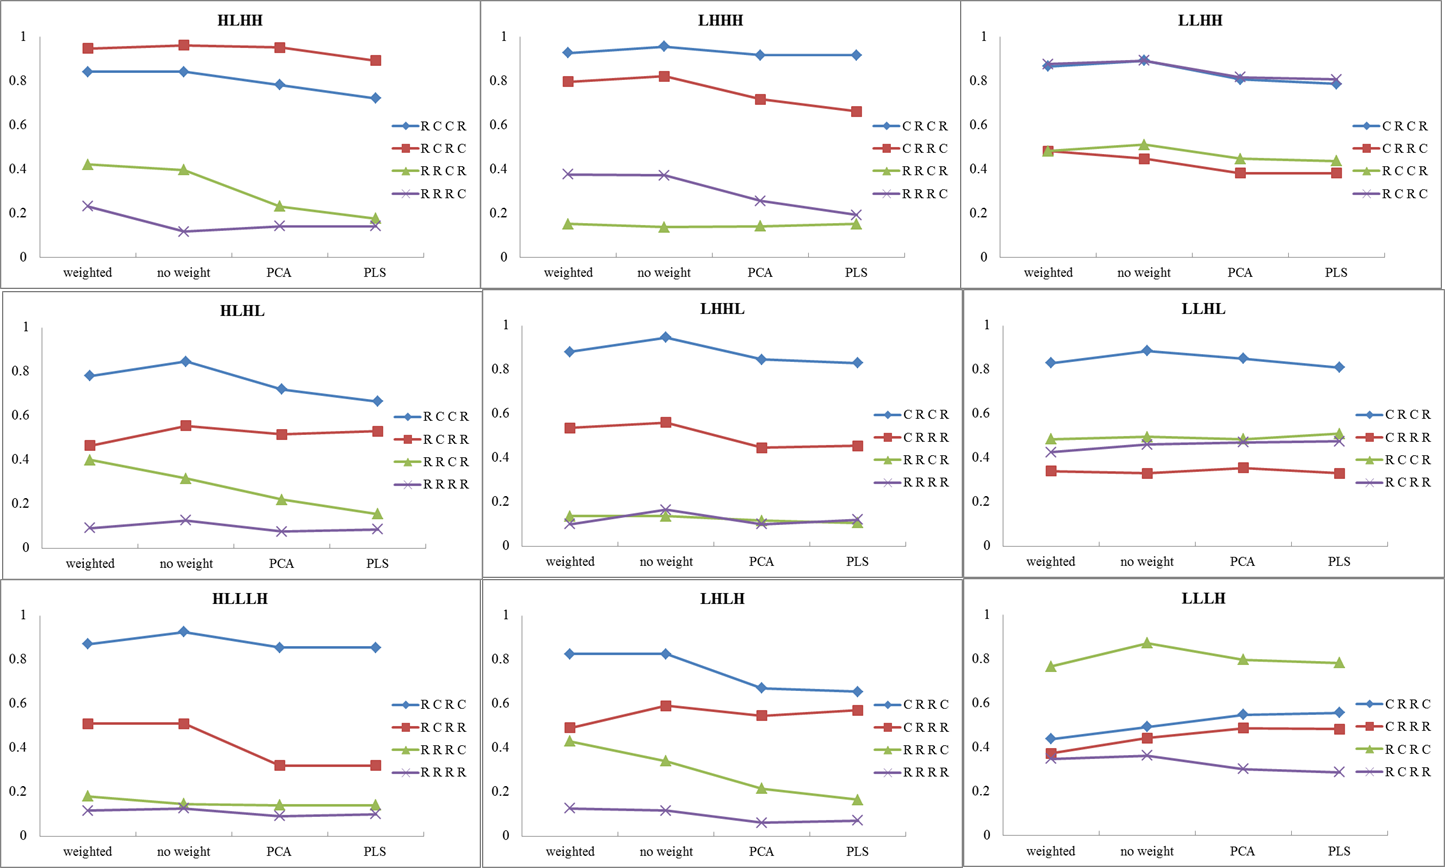 HLHH
1
0.8
0.6
0.4
0.2
0
weighted no weight PCA PLS
R C C R
R C R C
R R C R
R R R C
LHHH
1
0.8
0.6
0.4
0.2
0
weighted no weight PCA PLS
C R C R
C R R C
R R C R
R R R C
LLHH
1
0.8
0.6
0.4
0.2
0
weighted no weight PCA PLS
C R C R
C R R C
R C C R
R C R C
HLHL
1
0.8
0.6
0.4
0.2
0
weighted no weight PCA PLS
R C C R
R C R R
R R C R
R R R R
LHHL
1
0.8
0.6
0.4
0.2
0
weighted no weight PCA PLS
C R C R
C R R R
R R C R
R R R R
LLHL
1
0.8
0.6
0.4
0.2
0
weighted no weight PCA PLS
C R C R
C R R R
R C C R
R C R R
HLLLH
1
0.8
0.6
0.4
0.2
0
weighted no weight PCA PLS
R C R C
R C R R
R R R C
R R R R
LHLH
1
0.8
0.6
0.4
0.2
0
weighted no weight PCA PLS
C R R C
C R R R
R R R C
R R R R
LLLH
1
0.8
0.6
0.4
0.2
0
weighted no weight PCA PLS
C R R C
C R R R
R C R C
R C R R